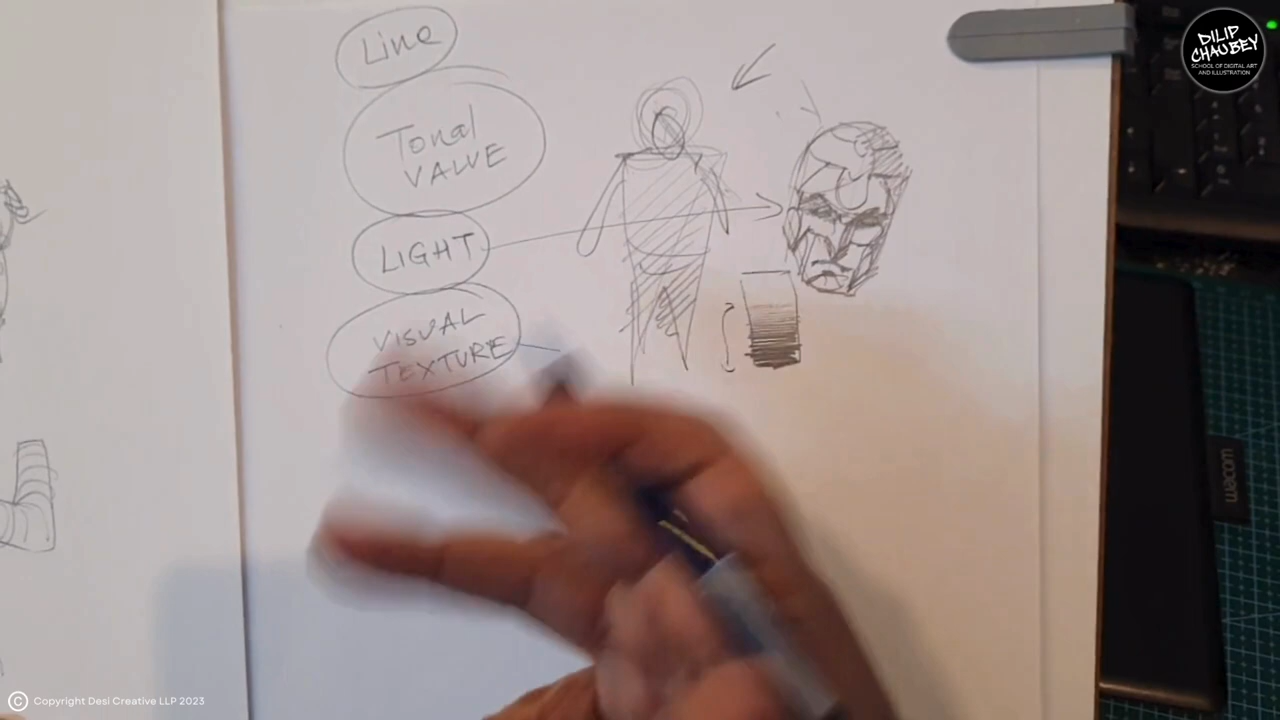 Line
Tonal
VALVE
LIGHT
VISUAL
TEXTURE
DILIP
CHAUBEY
SCHOOL OF DIGITAL ART
AND ILLUSTRATION
wacom
© Copyright Desi Creative LLP 2023